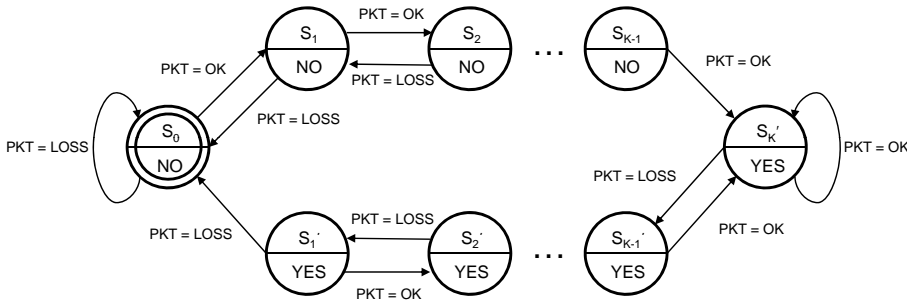 PKT = OK
S1
NO
PKT = OK
PKT = LOSS
S2
NO
...
SK-1
NO
PKT = OK
PKT = LOSS
PKT = LOSS
S0
NO
SK′
YES
PKT = OK
PKT = LOSS
PKT = LOSS
S1′
YES
PKT = LOSS
PKT = OK
S2′
YES
...
SK-1′
YES
PKT = OK